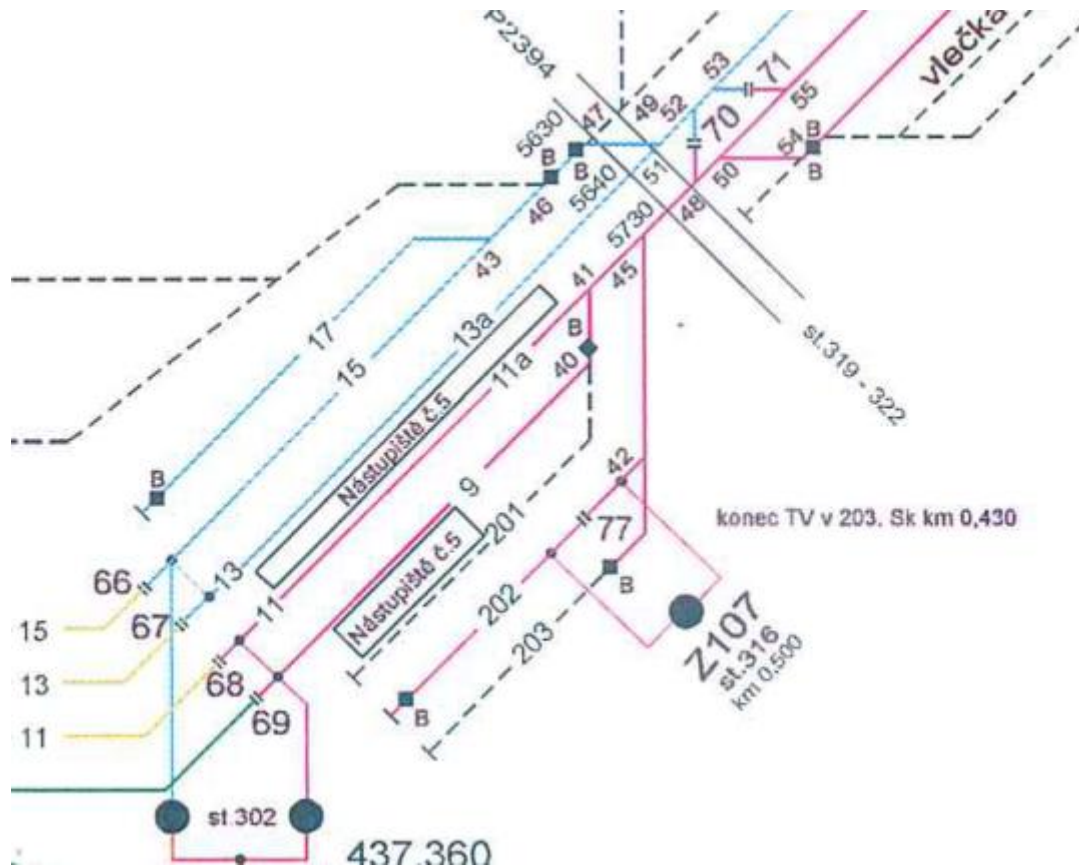 P2394
53
71
vlečka
47
49
52
55
5630
70
54
B
B
B
B
51
50
5640
46
48
5730
43
45
41
17
13a
B
st.319 - 322
15
11a
40
Nástupiště č.5
B
9
42
201
konec TV v 203. Sk km 0,430
77
66
13
B
Nástupiště č.5
11
202
67
15
203
Z107
st.316
km 0.500
13
68
B
69
11
st.302
437.360